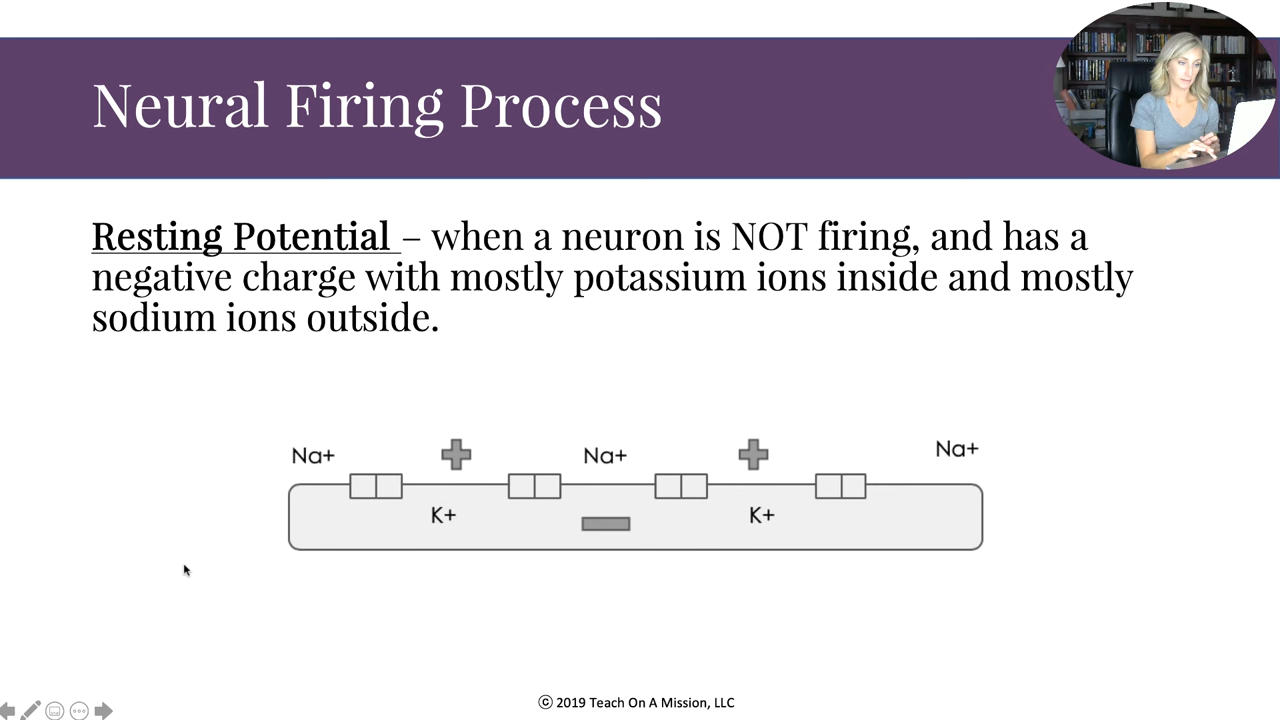 Neural Firing Process
Resting Potential – when a neuron is NOT firing, and has a
negative charge with mostly potassium ions inside and mostly
sodium ions outside.
Na+ Na+ Na+
K+ K+
ⓒ 2019 Teach On A Mission, LLC